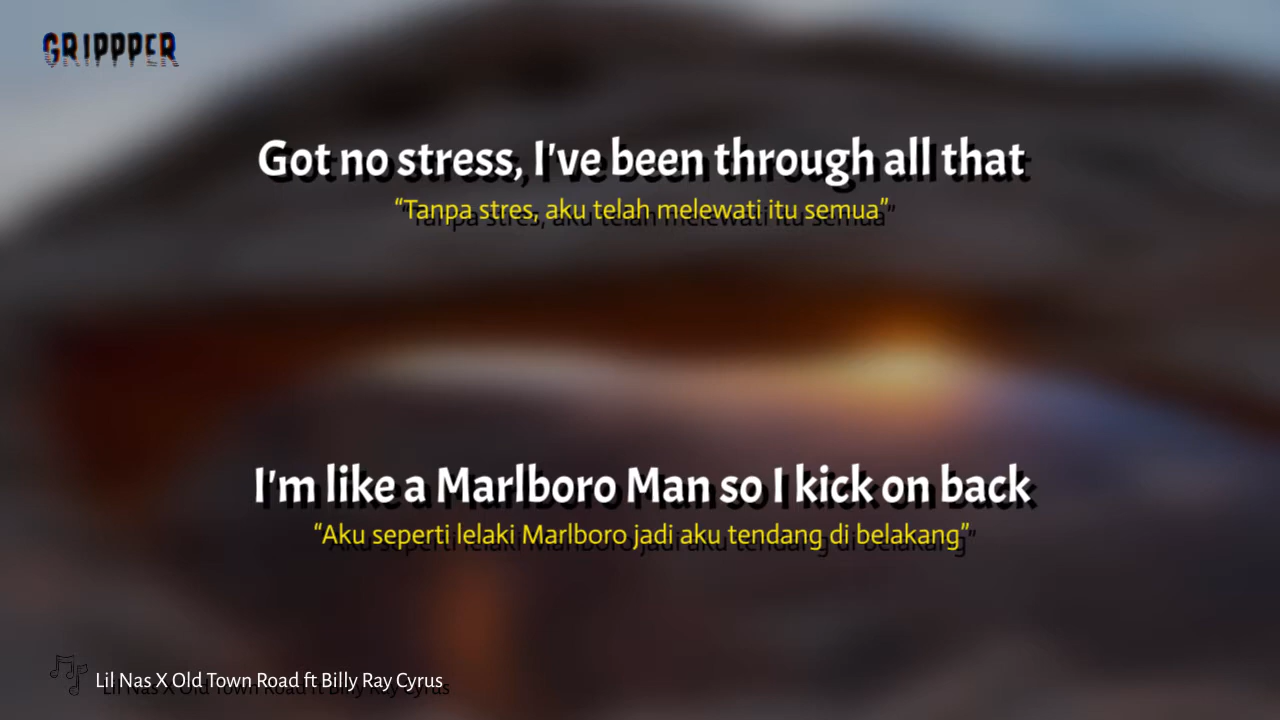 GRIPPPER
Got no stress, I've been through all that
“Tanpa stres, aku telah melewati itu semua”
I'm like a Marlboro Man so I kick on back
“Aku seperti lelaki Marlboro jadi aku tendang di belakang”
Lil Nas X Old Town Road ft Billy Ray Cyrus